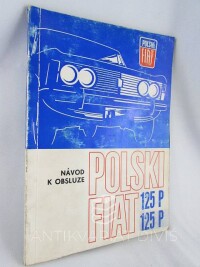 POLSKI
FIAT
NÁVOD
K OBSLUZE
POLSKI
FIAT
125 P
125 P